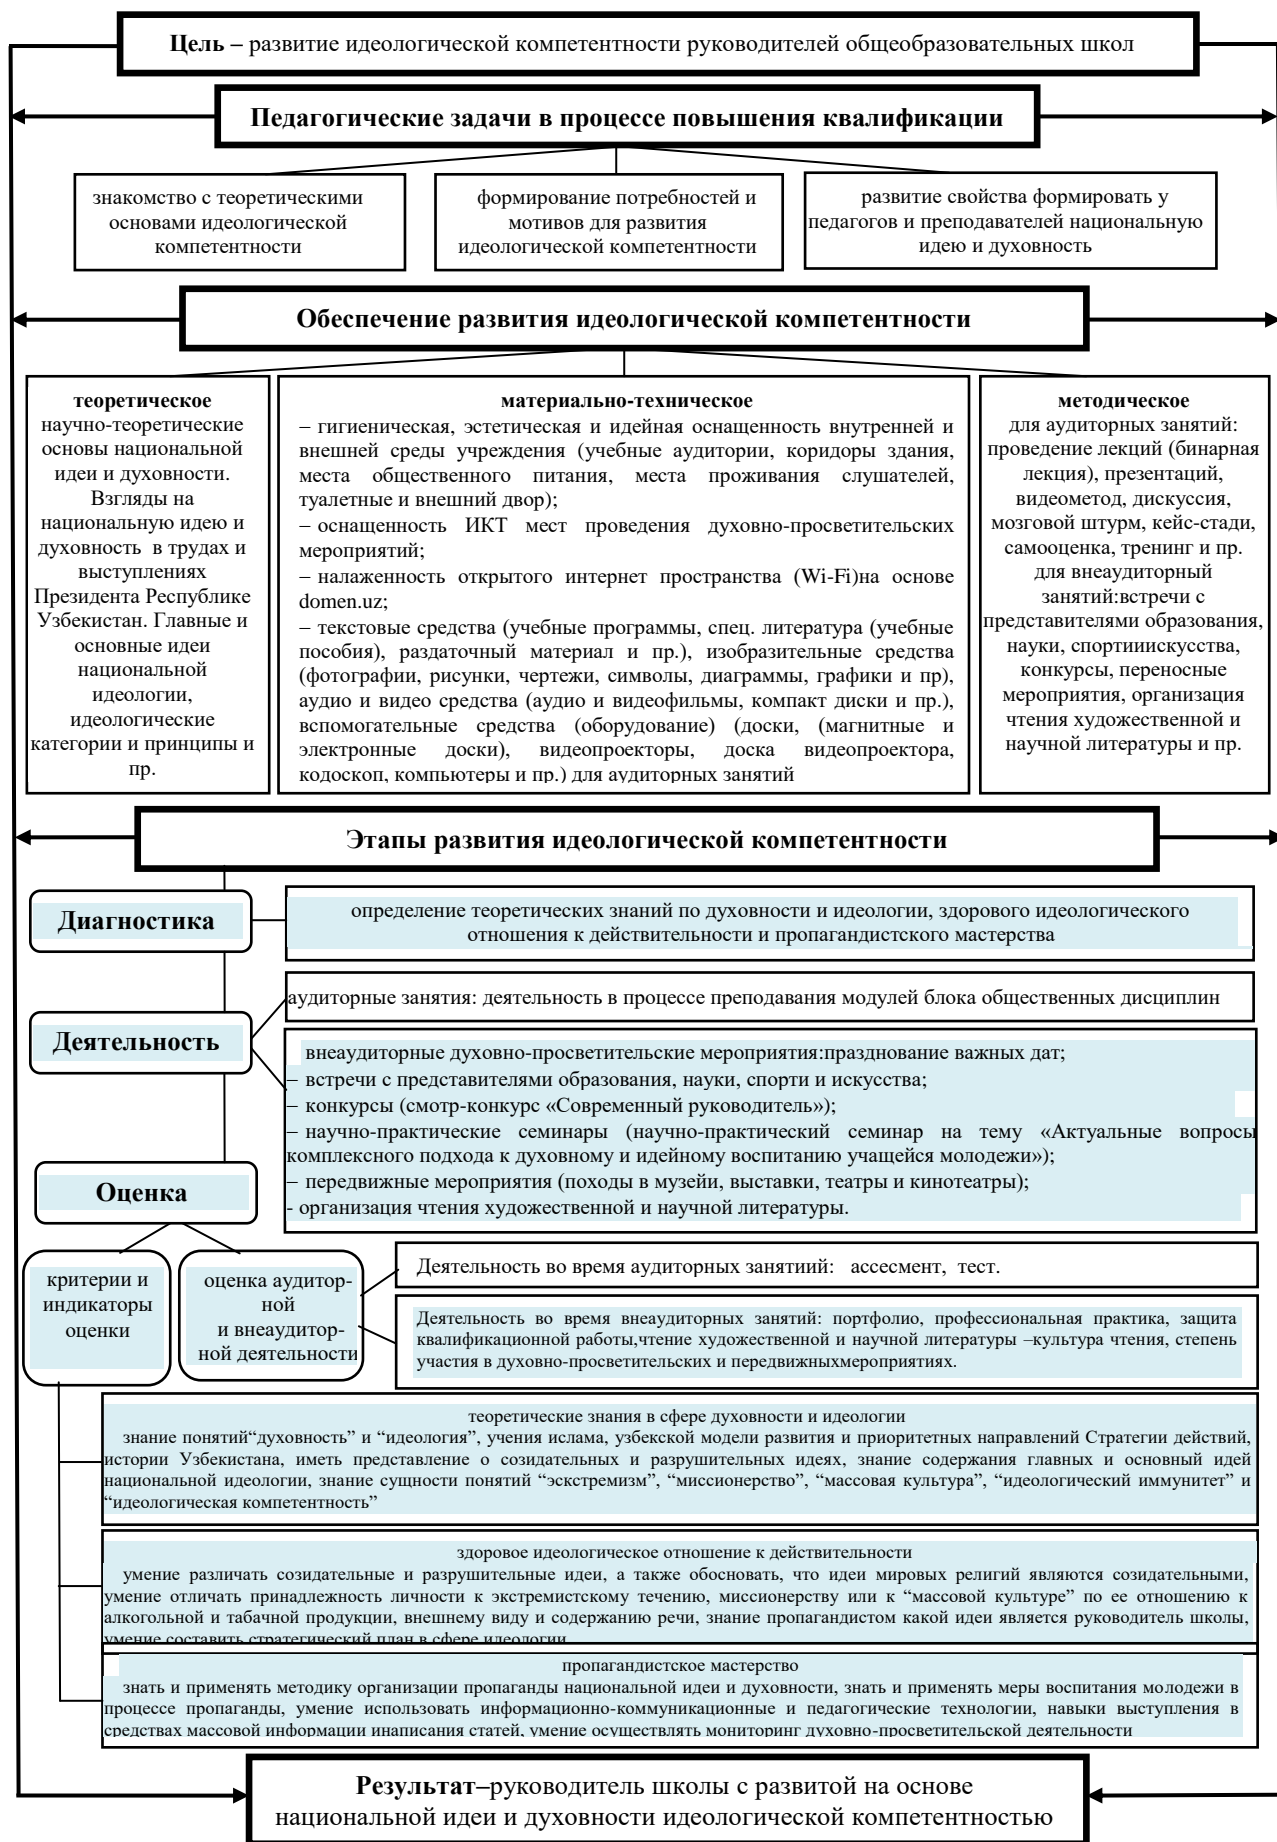 Цель – развитие идеологической компетентности руководителей общеобразовательных школ
Педагогические задачи в процессе повышения квалификации
знакомство с теоретическими
основами идеологической
компетентности
формирование потребностей и
мотивов для развития
идеологической компетентности
развитие свойства формировать у
педагогов и преподавателей национальную
идею и духовность
Обеспечение развития идеологической компетентности
теоретическое
научно-теоретические
основы национальной
идеи и духовности.
Взгляды на
национальную идею и
духовность в трудах и
выступлениях
Президента Республике
Узбекистан. Главные и
основные идеи
национальной
идеологии,
идеологические
категории и принципы и
пр.
материально-техническое
– гигиеническая, эстетическая и идейная оснащенность внутренней и
внешней среды учреждения (учебные аудитории, коридоры здания,
места общественного питания, места проживания слушателей,
туалетные и внешний двор);
– оснащенность ИКТ мест проведения духовно-просветительских
мероприятий;
– налаженность открытого интернет пространства (Wi-Fi)на основе
domen.uz;
– текстовые средства (учебные программы, спец. литература (учебные
пособия), раздаточный материал и пр.), изобразительные средства
(фотографии, рисунки, чертежи, символы, диаграммы, графики и пр),
аудио и видео средства (аудио и видеофильмы, компакт диски и пр.),
вспомогательные средства (оборудование) (доски, (магнитные и
электронные доски), видеопроекторы, доска видеопроектора,
кодоскоп, компьютеры и пр.) для аудиторных занятий
методическое
для аудиторных занятий:
проведение лекций (бинарная
лекция), презентаций,
видеометод, дискуссия,
мозговой штурм, кейс-стади,
самооценка, тренинг и пр.
для внеаудиторный
занятий:встречи с
представителями образования,
науки, спортииискусства,
конкурсы, переносные
мероприятия, организация
чтения художественной и
научной литературы и пр.
Этапы развития идеологической компетентности
Диагностика
определение теоретических знаний по духовности и идеологии, здорового идеологического
отношения к действительности и пропагандистского мастерства
Деятельность
аудиторные занятия: деятельность в процессе преподавания модулей блока общественных дисциплин
внеаудиторные духовно-просветительские мероприятия:празднование важных дат;
– встречи с представителями образования, науки, спорти и искусства;
– конкурсы (смотр-конкурс «Современный руководитель»);
– научно-практические семинары (научно-практический семинар на тему «Актуальные вопросы
комплексного подхода к духовному и идейному воспитанию учащейся молодежи»);
– передвижные мероприятия (походы в музейи, выставки, театры и кинотеатры);
- организация чтения художественной и научной литературы.
Оценка
критерии и
индикаторы
оценки
оценка аудитор-
ной
и внеаудитор-
ной деятельности
Деятельность во время аудиторных занятиий: ассесмент, тест.
Деятельность во время внеаудиторных занятий: портфолио, профессиональная практика, защита
квалификационной работы,чтение художественной и научной литературы –культура чтения, степень
участия в духовно-просветительских и передвижныхмероприятиях.
теоретические знания в сфере духовности и идеологии
знание понятий“духовность” и “идеология”, учения ислама, узбекской модели развития и приоритетных направлений Стратегии действий,
истории Узбекистана, иметь представление о созидательных и разрушительных идеях, знание содержания главных и основный идей
национальной идеологии, знание сущности понятий “эскстремизм”, “миссионерство”, “массовая культура”, “идеологический иммунитет” и
“идеологическая компетентность”
здоровое идеологическое отношение к действительности
умение различать созидательные и разрушительные идеи, а также обосновать, что идеи мировых религий являются созидательными,
умение отличать принадлежность личности к экстремистскому течению, миссионерству или к “массовой культуре” по ее отношению к
алкогольной и табачной продукции, внешнему виду и содержанию речи, знание пропагандистом какой идеи является руководитель школы,
умение составить стратегический план в сфере идеологии
пропагандистское мастерство
знать и применять методику организации пропаганды национальной идеи и духовности, знать и применять меры воспитания молодежи в
процессе пропаганды, умение использовать информационно-коммуникационные и педагогические технологии, навыки выступления в
средствах массовой информации инаписания статей, умение осуществлять мониторинг духовно-просветительской деятельности
Результат–руководитель школы с развитой на основе
национальной идеи и духовности идеологической компетентностью